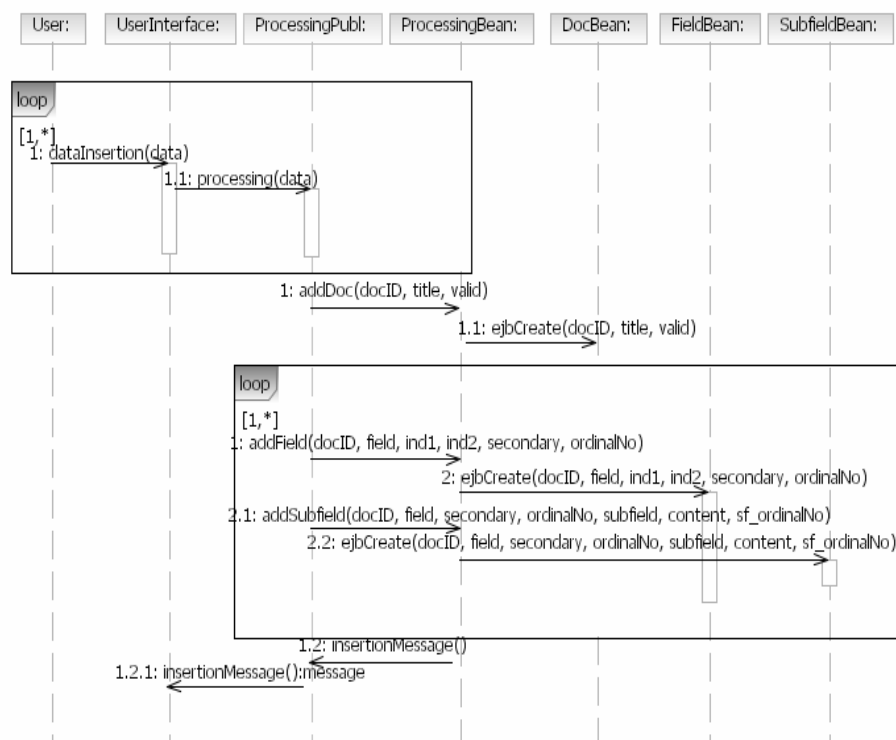 User: UserInterface: ProcessingPubl: ProcessingBean: DocBean: FieldBean: SubfieldBean:
loop
[1,*]
1: dataInsertion(data)
1.1: processing(data)
1: addDoc(docID, title, valid)
1.1: ejbCreate(docID, title, valid)
loop
[1,*]
1: addField(docID, field, ind1, ind2, secondary, ordinalNo)
2: ejbCreate(docID, field, ind1, ind2, secondary, ordinalNo)
2.1: addSubfield(docID, field, secondary, ordinalNo, subfield, content, sf_ordinalNo)
2.2: ejbCreate(docID, field, secondary, ordinalNo, subfield, content, sf_ordinalNo)
1.2: insertionMessage()
1.2.1: insertionMessage():message